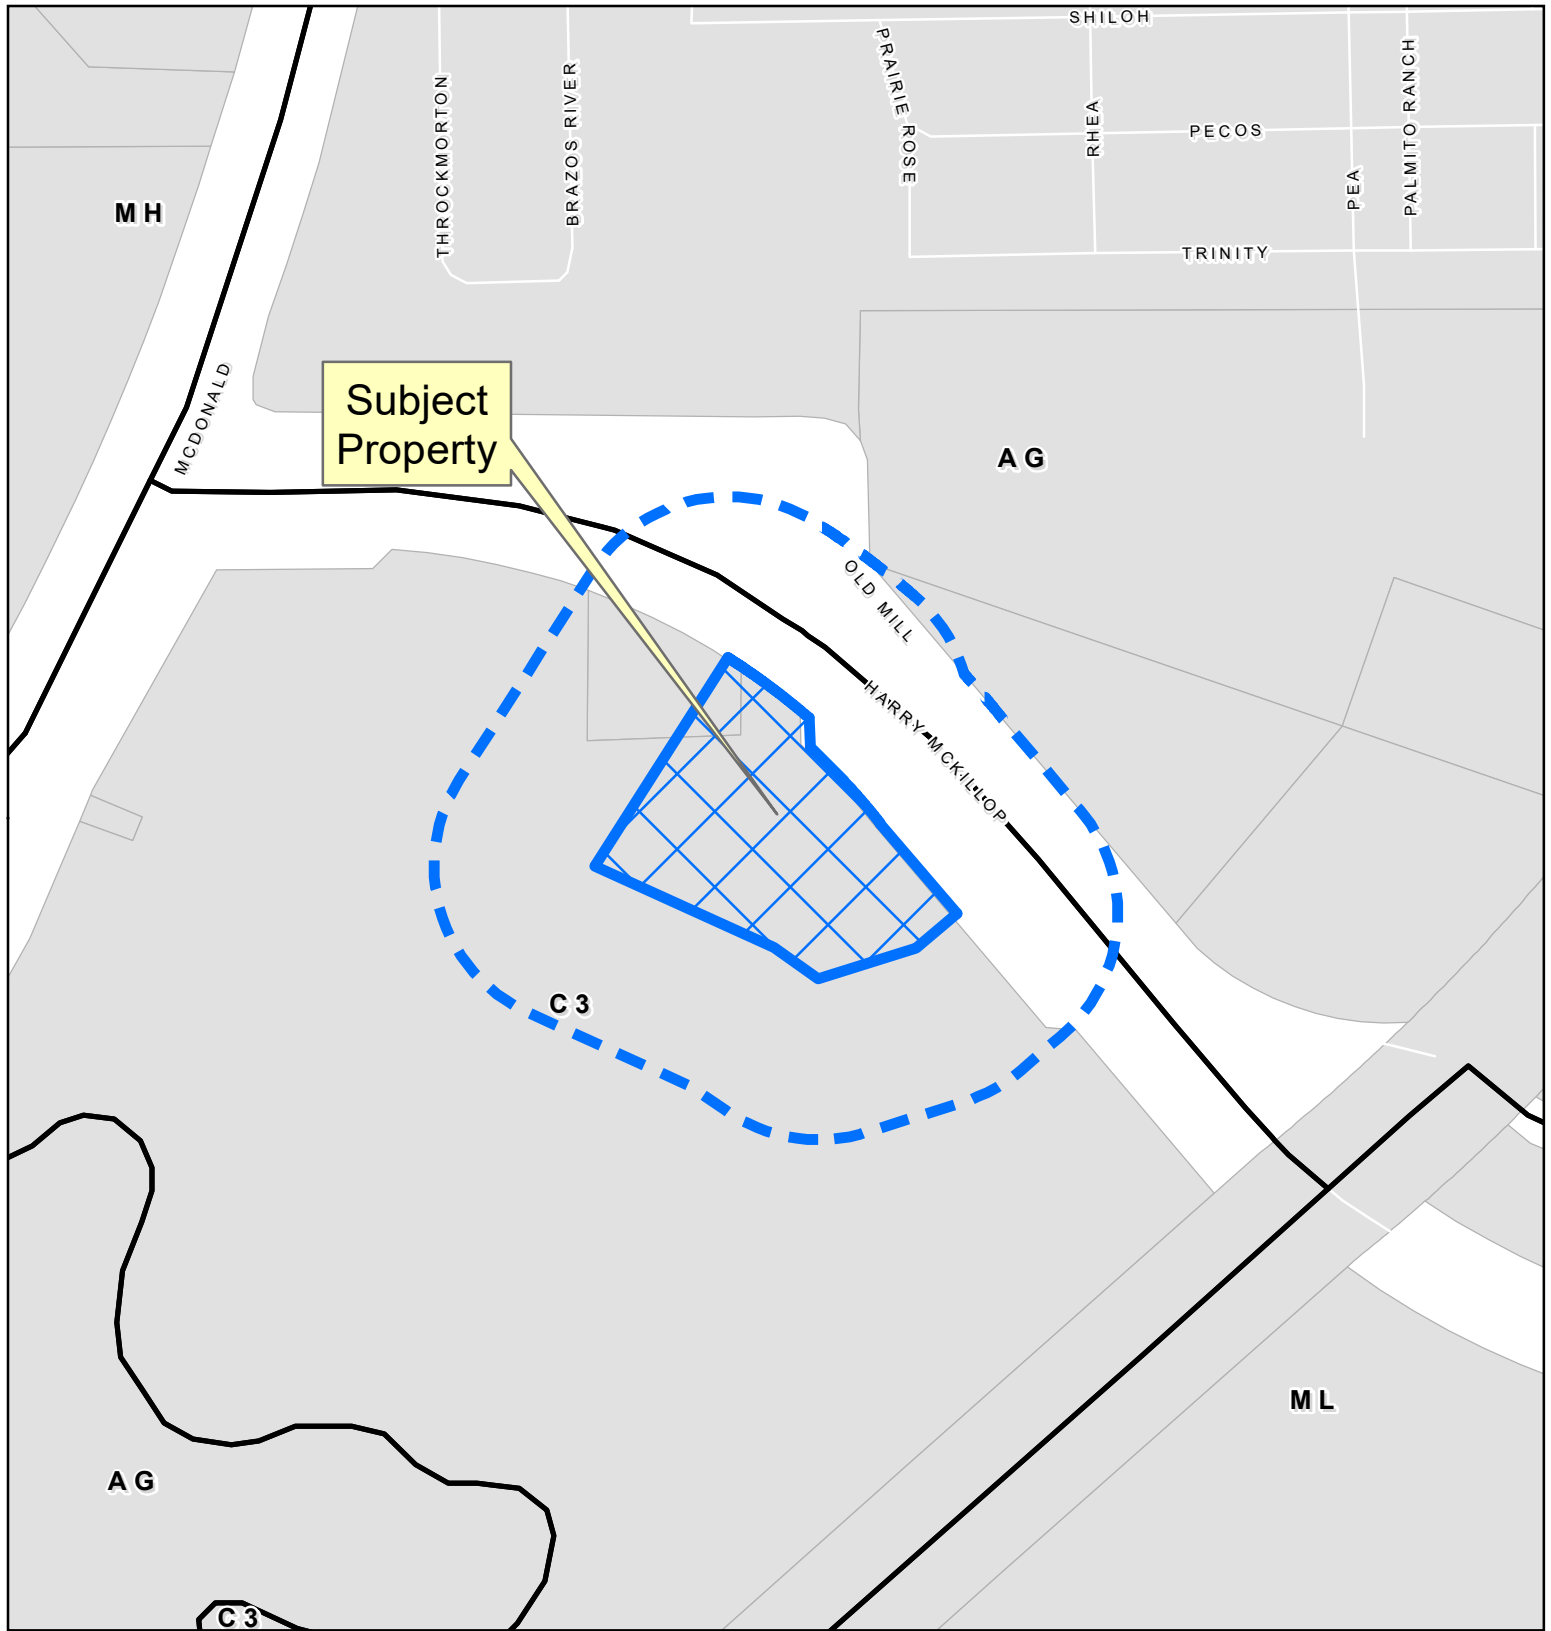 SHILOH
PRAIRIE ROSE
THROCKMORTON
BRAZOS RIVER
RHEA
PECOS
PEA
PALMITO RANCH
MH
TRINITY
MCDONALD
Subject
Property
AG
OLD MILL
HARRY MCKILLOP
C3
ML
AG
C3